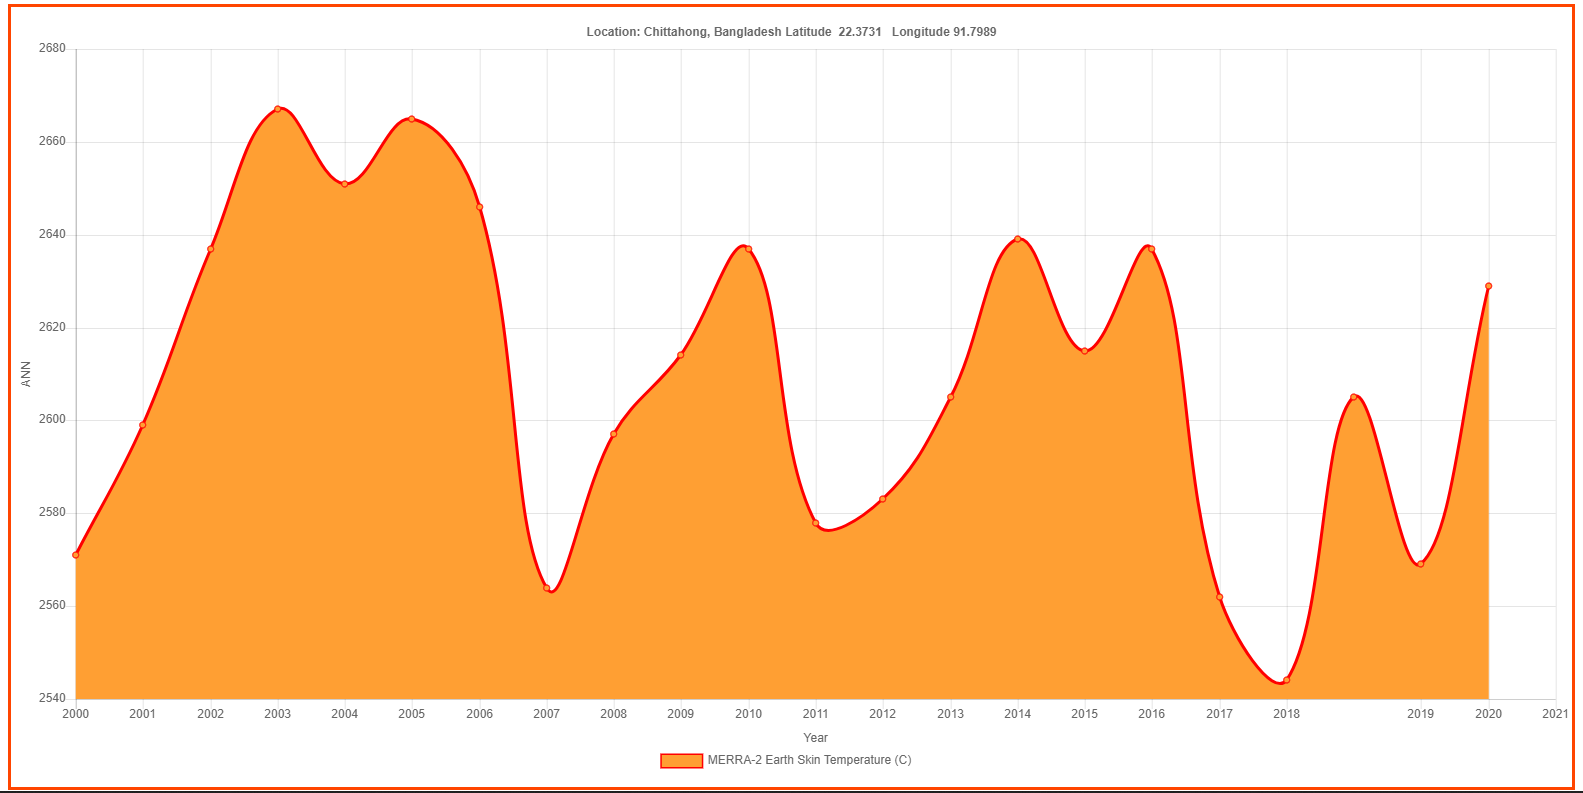 Location: Chittahong, Bangladesh Latitude  22.3731   Longitude 91.7989
2680
2660
2640
2620
2600
2580
2560
2540
ANN
2000 2001 2002 2003 2004 2005 2006 2007 2008 2009 2010 2011 2012 2013 2014 2015 2016 2017 2018 2019 2020 2021
Year
MERRA-2 Earth Skin Temperature (C)